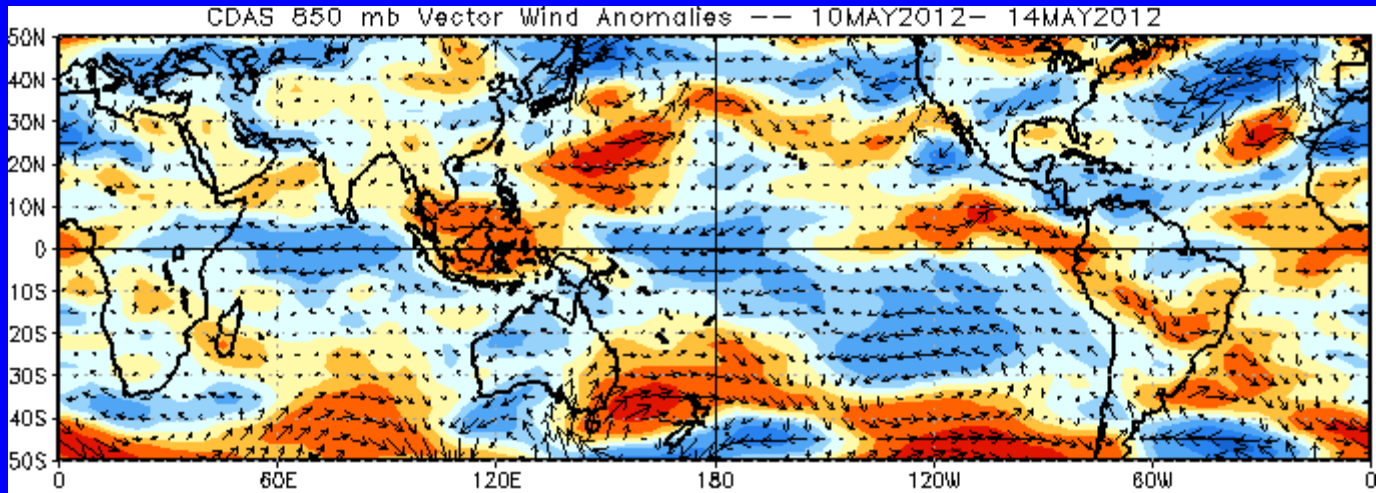 CDAS 850 mb Vector Wind Anomalies -- 10MAY2012- 14MAY2012
50N
40N
30N
20N
10N
0
10S
20S
30S
40S
50S
0 60E 120E 180 120W 60W 0